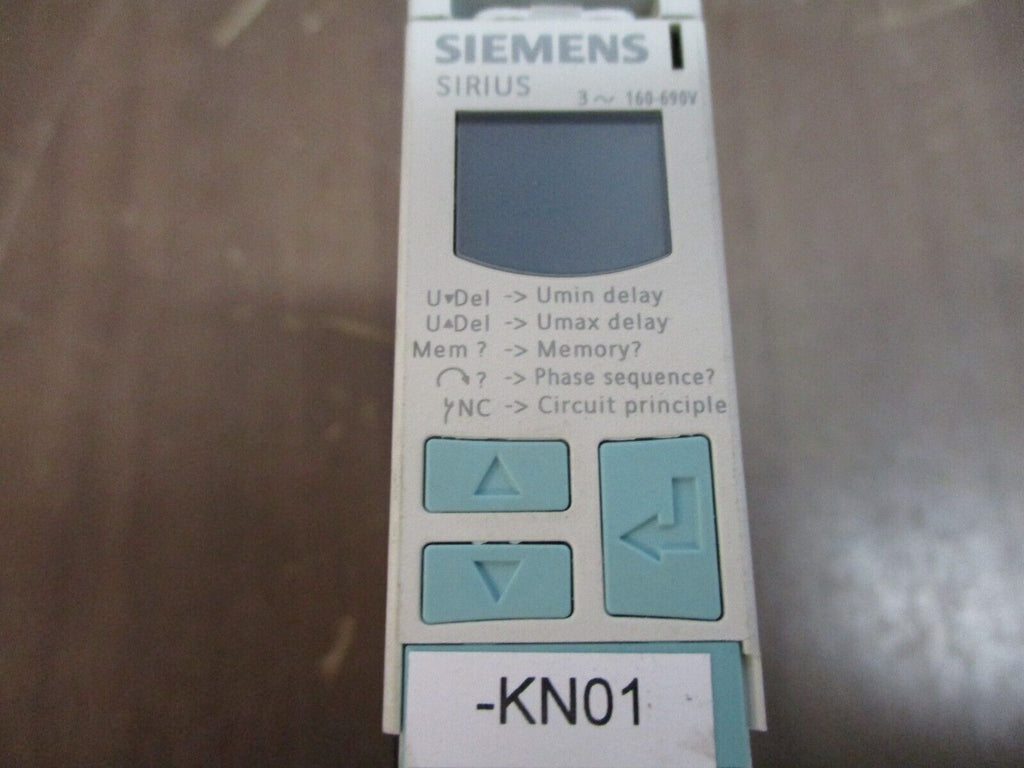 SIEMENS
SIRIUS
3 ~ 160-690V
U▾Del -> Umin delay
U▴Del -> Umax delay
Mem ? -> Memory?
↷ ? -> Phase sequence?
NC -> Circuit principle
-KN01